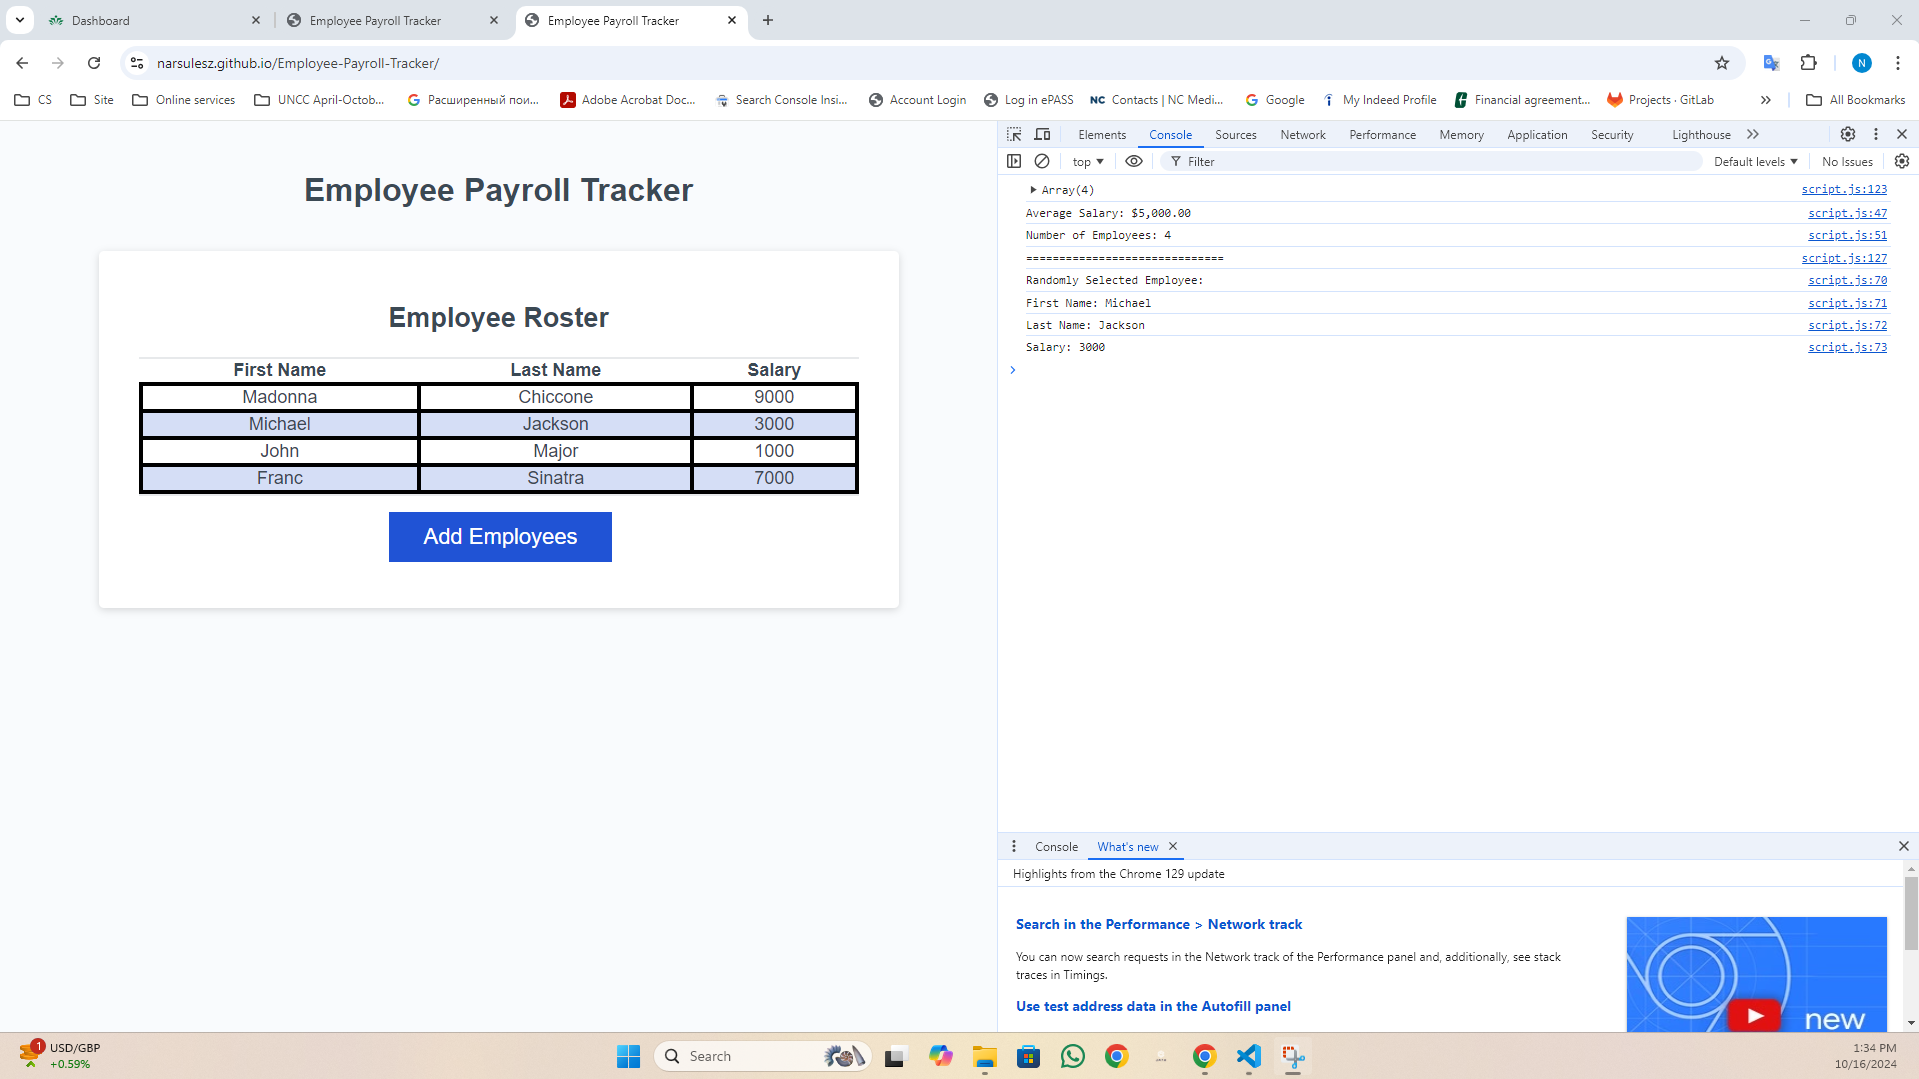 Dashboard
Employee Payroll Tracker
Employee Payroll Tracker
narsulesz.github.io/Employee-Payroll-Tracker/
N
CS
Site
Online services
UNCC April-Octob...
Расширенный пои...
Adobe Acrobat Doc...
Search Console Insi...
Account Login
Log in ePASS
NC Contacts | NC Medi...
Google
My Indeed Profile
Financial agreement...
Projects · GitLab
All Bookmarks
Employee Payroll Tracker
Employee Roster
First Name Last Name Salary
Madonna Chiccone 9000
Michael Jackson 3000
John Major 1000
Franc Sinatra 7000
Add Employees
Elements Console Sources Network Performance Memory Application Security Lighthouse
top Filter Default levels No Issues
Array(4) script.js:123
Average Salary: $5,000.00 script.js:47
Number of Employees: 4 script.js:51
============================== script.js:127
Randomly Selected Employee: script.js:70
First Name: Michael script.js:71
Last Name: Jackson script.js:72
Salary: 3000 script.js:73
Console What's new
Highlights from the Chrome 129 update
Search in the Performance > Network track
You can now search requests in the Network track of the Performance panel and, additionally, see stack
traces in Timings.
Use test address data in the Autofill panel
new
1
USD/GBP
+0.59%
Search
1:34 PM
10/16/2024